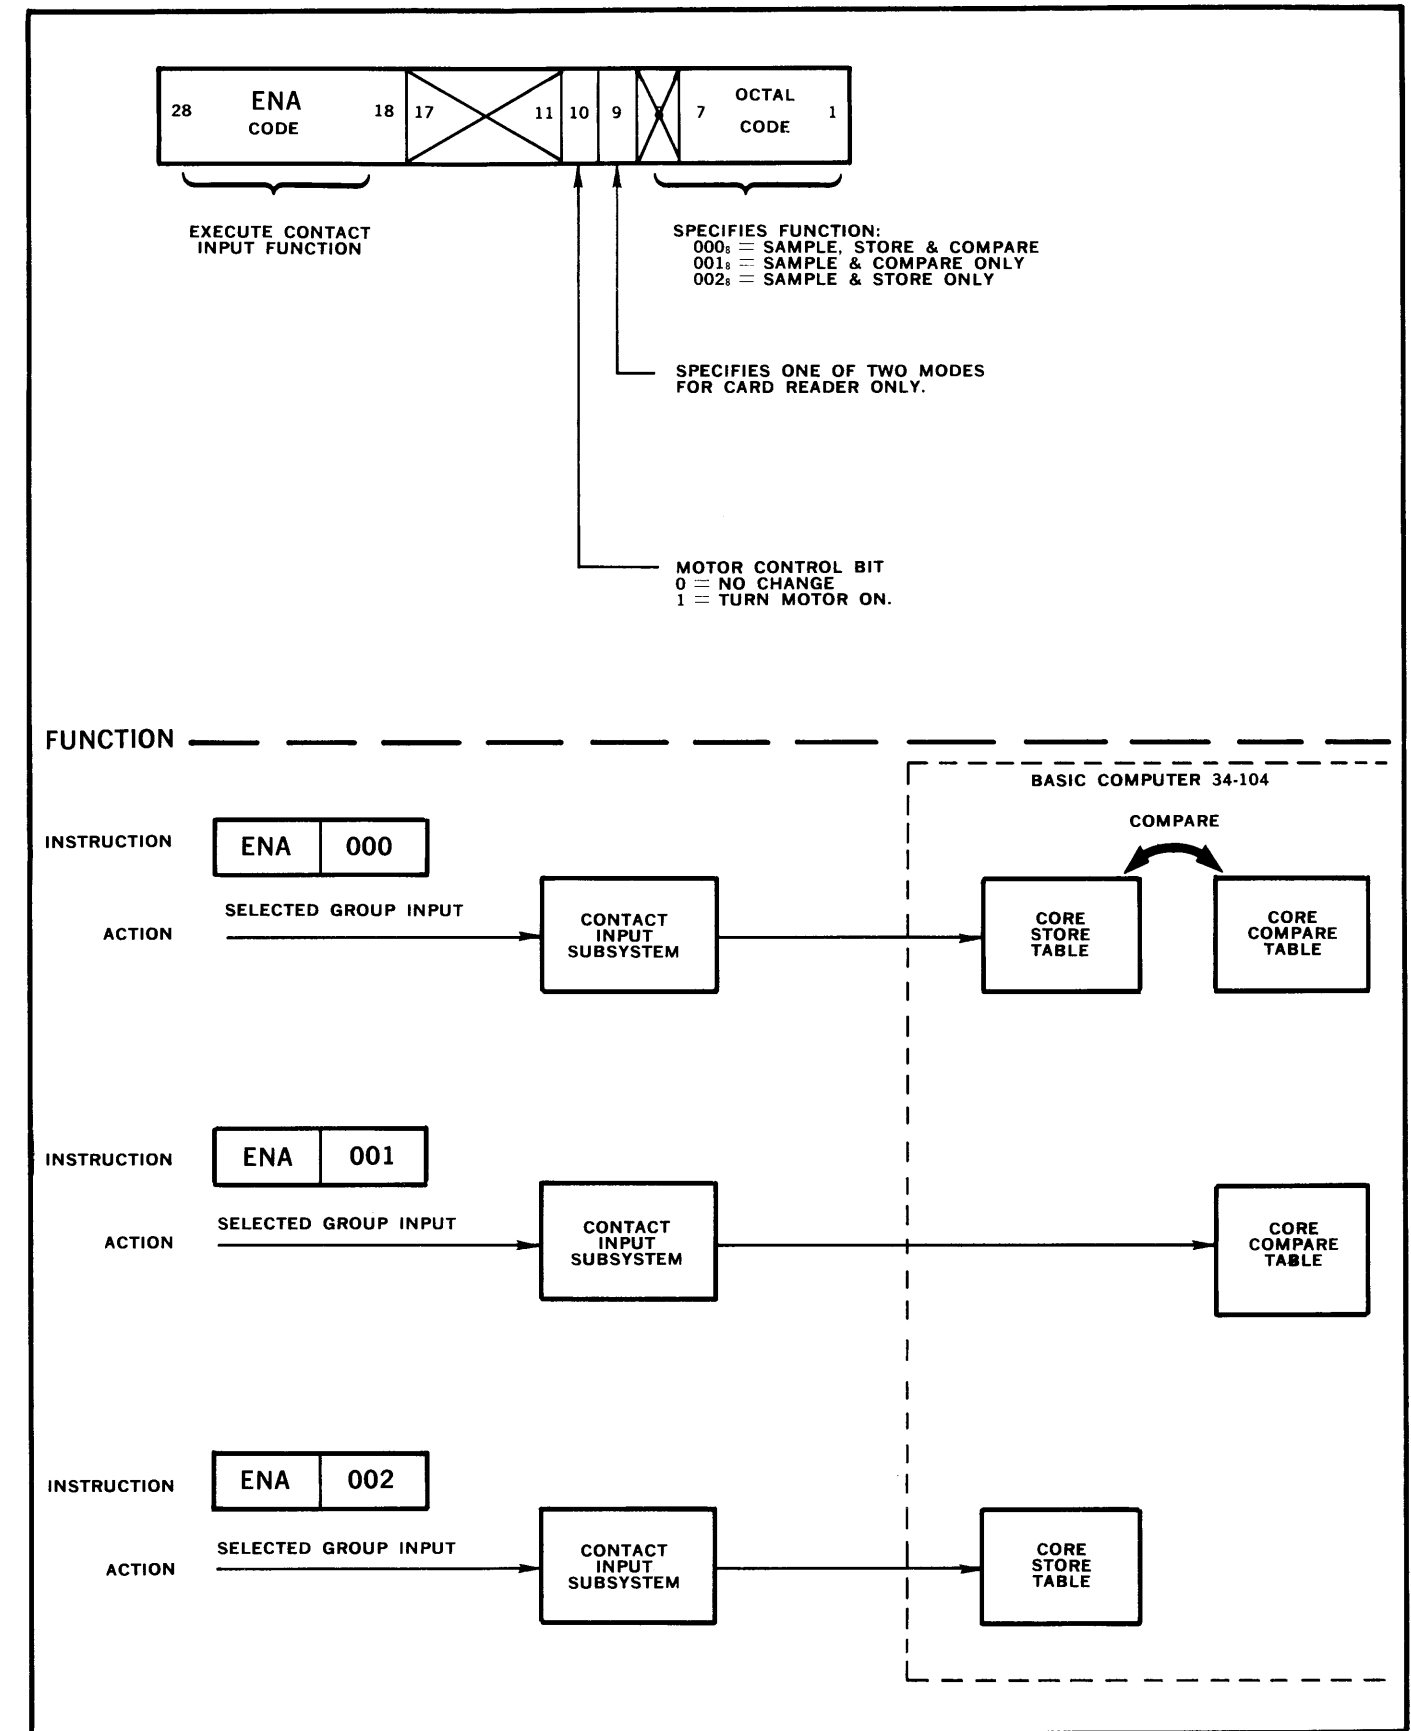 28 ENA CODE 18 17 11 10 9 8 7 OCTAL CODE 1
EXECUTE CONTACT
INPUT FUNCTION
SPECIFIES FUNCTION:
000₈ = SAMPLE, STORE & COMPARE
001₈ = SAMPLE & COMPARE ONLY
002₈ = SAMPLE & STORE ONLY
SPECIFIES ONE OF TWO MODES
FOR CARD READER ONLY.
MOTOR CONTROL BIT
0 = NO CHANGE
1 = TURN MOTOR ON.
FUNCTION
BASIC COMPUTER 34-104
COMPARE
INSTRUCTION
ENA 000
ACTION
SELECTED GROUP INPUT
CONTACT
INPUT
SUBSYSTEM
CORE
STORE
TABLE
CORE
COMPARE
TABLE
INSTRUCTION
ENA 001
ACTION
SELECTED GROUP INPUT
CONTACT
INPUT
SUBSYSTEM
CORE
COMPARE
TABLE
INSTRUCTION
ENA 002
ACTION
SELECTED GROUP INPUT
CONTACT
INPUT
SUBSYSTEM
CORE
STORE
TABLE